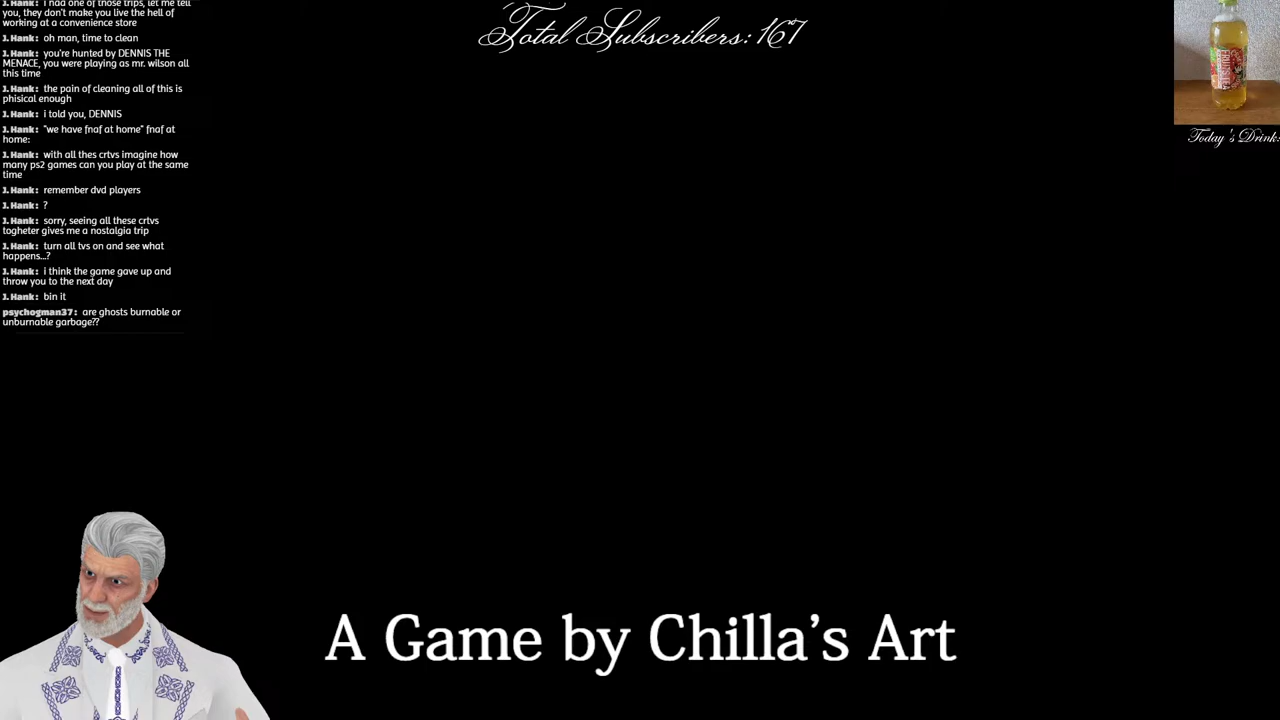 J.Hank: i had one of those trips, let me tell
you, they don't make you live the hell of
working at a convenience store
J.Hank: oh man, time to clean
J.Hank: you're hunted by DENNIS THE
MENACE, you were playing as mr. wilson all
this time
J.Hank: the pain of cleaning all of this is
phisical enough
J.Hank: i told you, DENNIS
J.Hank: "we have fnaf at home" fnaf at
home:
J.Hank: with all thes crtvs imagine how
many ps2 games can you play at the same
time
J.Hank: remember dvd players
J.Hank: ?
J.Hank: sorry, seeing all these crtvs
togheter gives me a nostalgia trip
J.Hank: turn all tvs on and see what
happens...?
J.Hank: i think the game gave up and
throw you to the next day
J.Hank: bin it
psychogman37: are ghosts burnable or
unburnable garbage??
Total Subscribers: 167
FRUITS TEA
Today's Drink:
A Game by Chilla's Art